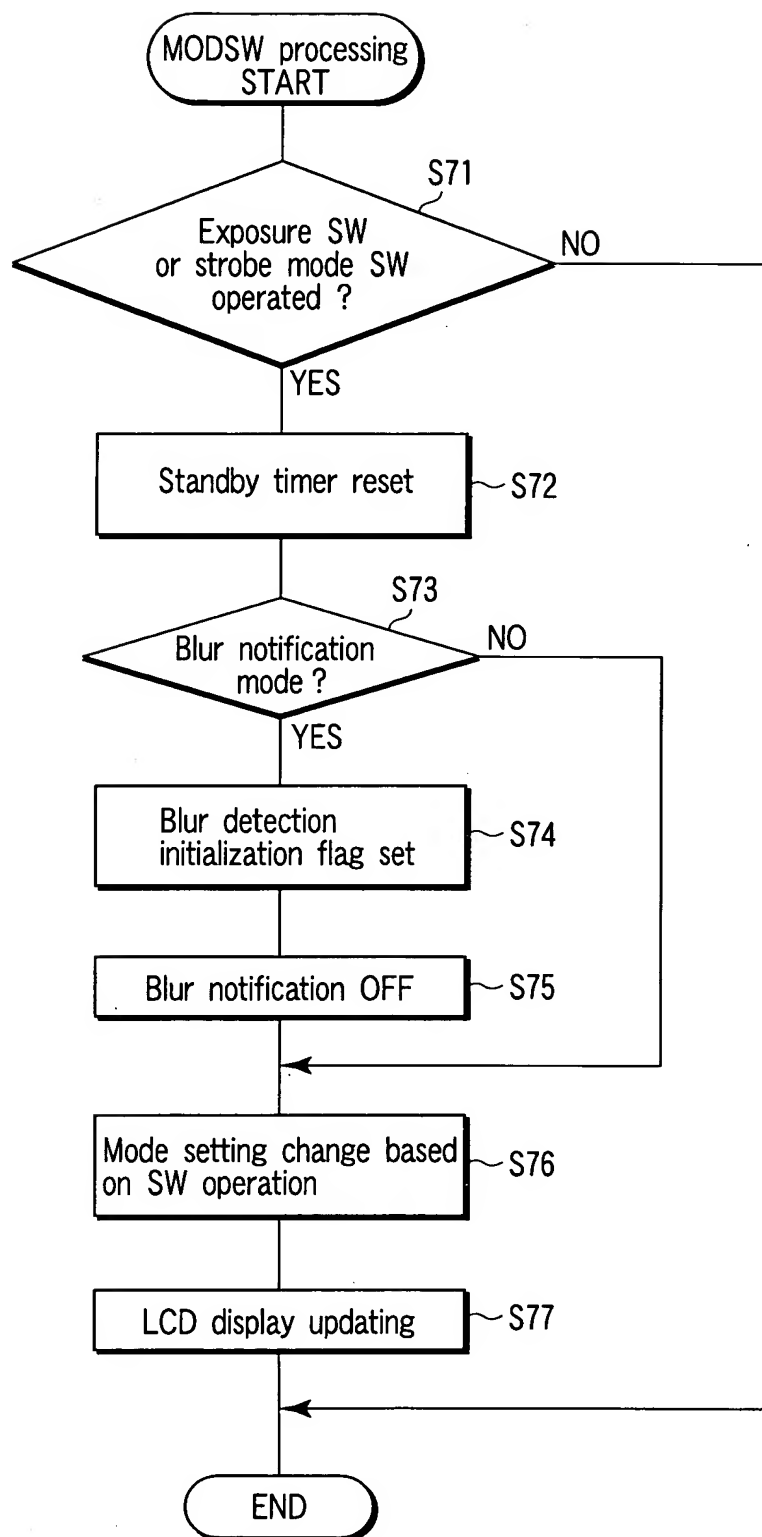 MODSW processing
START
S71
Exposure SW
or strobe mode SW
operated ?
NO
YES
Standby timer reset
S72
S73
Blur notification
mode ?
NO
YES
Blur detection
initialization flag set
S74
Blur notification OFF
S75
Mode setting change based
on SW operation
S76
LCD display updating
S77
END